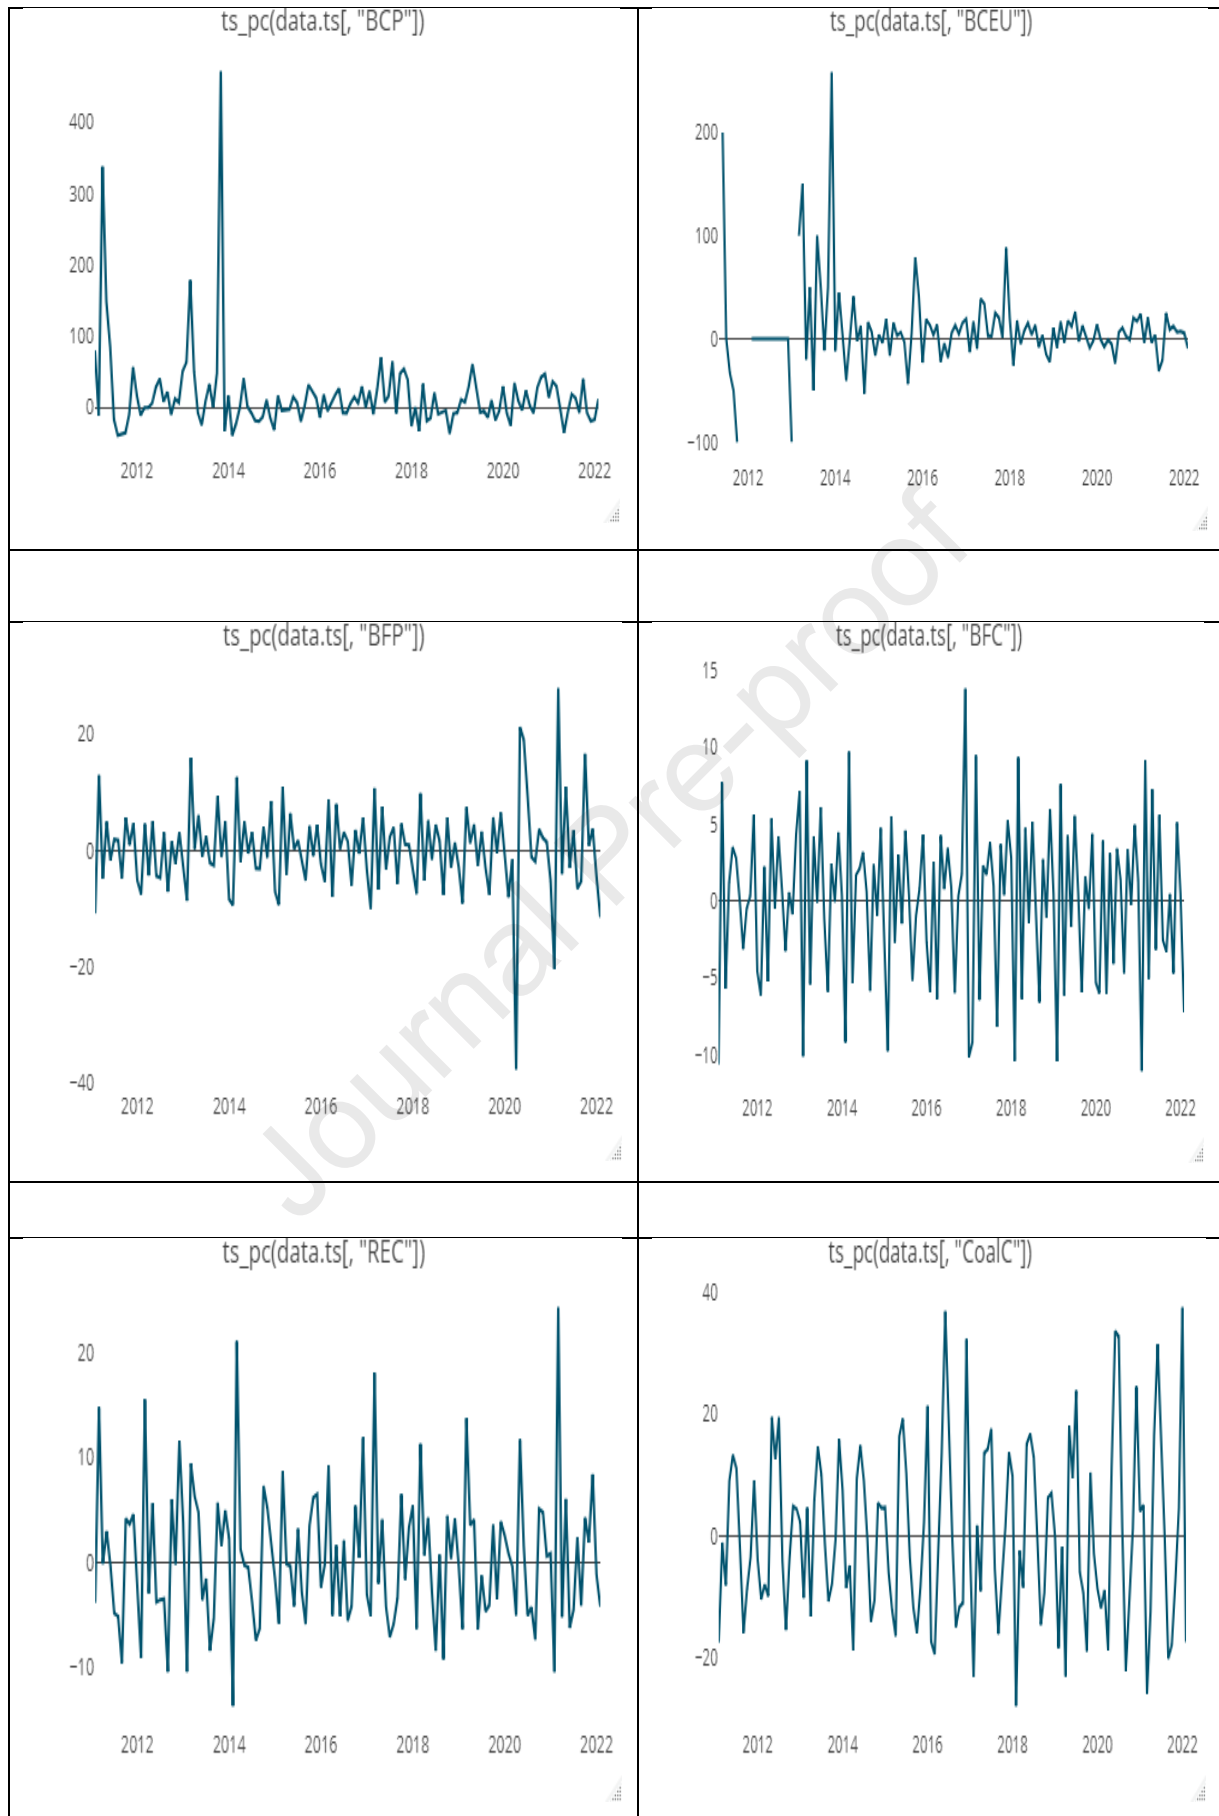 ts_pc(data.ts[, "BCP"])
400
300
200
100
0
2012 2014 2016 2018 2020 2022
ts_pc(data.ts[, "BCEU"])
200
100
0
−100
2012 2014 2016 2018 2020 2022
ts_pc(data.ts[, "BFP"])
20
0
−20
−40
2012 2014 2016 2018 2020 2022
ts_pc(data.ts[, "BFC"])
15
10
5
0
−5
−10
2012 2014 2016 2018 2020 2022
ts_pc(data.ts[, "REC"])
20
10
0
−10
2012 2014 2016 2018 2020 2022
ts_pc(data.ts[, "CoalC"])
40
20
0
−20
2012 2014 2016 2018 2020 2022
Journal Pre-proof